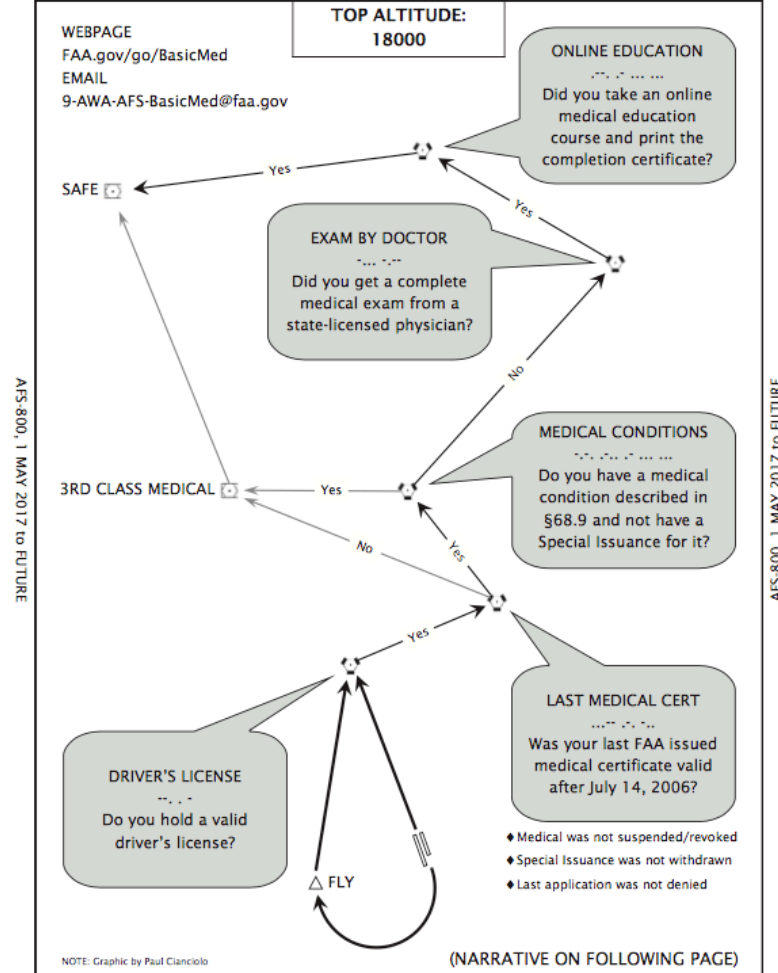 WEBPAGE
FAA.gov/go/BasicMed
EMAIL
9-AWA-AFS-BasicMed@faa.gov
TOP ALTITUDE:
18000
ONLINE EDUCATION
.--. .- ... ...
Did you take an online
medical education
course and print the
completion certificate?
Yes
SAFE
Yes
EXAM BY DOCTOR
-... -.--
Did you get a complete
medical exam from a
state-licensed physician?
No
MEDICAL CONDITIONS
-.-. .-.. .- ... ...
Do you have a medical
condition described in
§68.9 and not have a
Special Issuance for it?
3RD CLASS MEDICAL
Yes
No
Yes
Yes
LAST MEDICAL CERT
...-- .-. -..
Was your last FAA issued
medical certificate valid
after July 14, 2006?
DRIVER'S LICENSE
--. . -
Do you hold a valid
driver's license?
♦ Medical was not suspended/revoked
♦ Special Issuance was not withdrawn
♦ Last application was not denied
FLY
NOTE: Graphic by Paul Cianciolo
(NARRATIVE ON FOLLOWING PAGE)
AFS-800, 1 MAY 2017 to FUTURE
AFS-800, 1 MAY 2017 to FUTURE